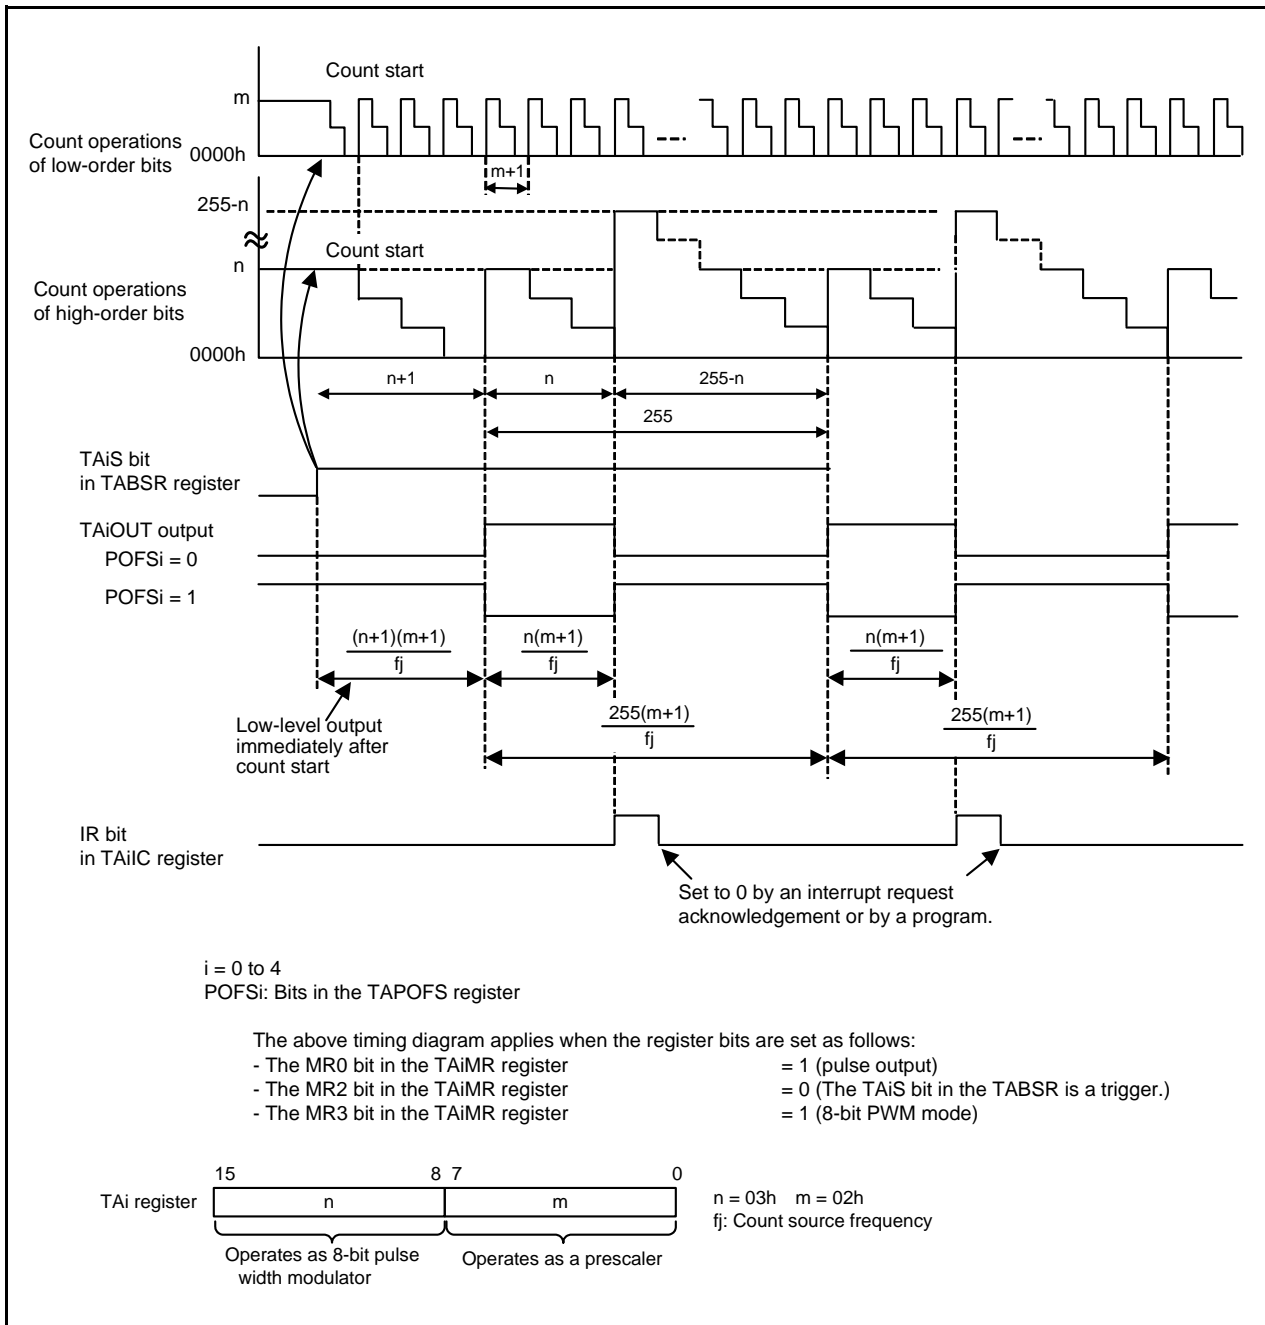 Count start
m
Count operations
of low-order bits
0000h
m+1
255-n
Count start
n
Count operations
of high-order bits
0000h
n+1
n
255-n
255
TAiS bit
in TABSR register
TAiOUT output
POFSi = 0
POFSi = 1
(n+1)(m+1)
fj
n(m+1)
fj
n(m+1)
fj
Low-level output
immediately after
count start
255(m+1)
fj
255(m+1)
fj
IR bit
in TAiIC register
Set to 0 by an interrupt request
acknowledgement or by a program.
i = 0 to 4
POFSi: Bits in the TAPOFS register
The above timing diagram applies when the register bits are set as follows:
- The MR0 bit in the TAiMR register = 1 (pulse output)
- The MR2 bit in the TAiMR register = 0 (The TAiS bit in the TABSR is a trigger.)
- The MR3 bit in the TAiMR register = 1 (8-bit PWM mode)
15 8 7 0
TAi register n m
n = 03h m = 02h
fj: Count source frequency
Operates as 8-bit pulse
width modulator
Operates as a prescaler